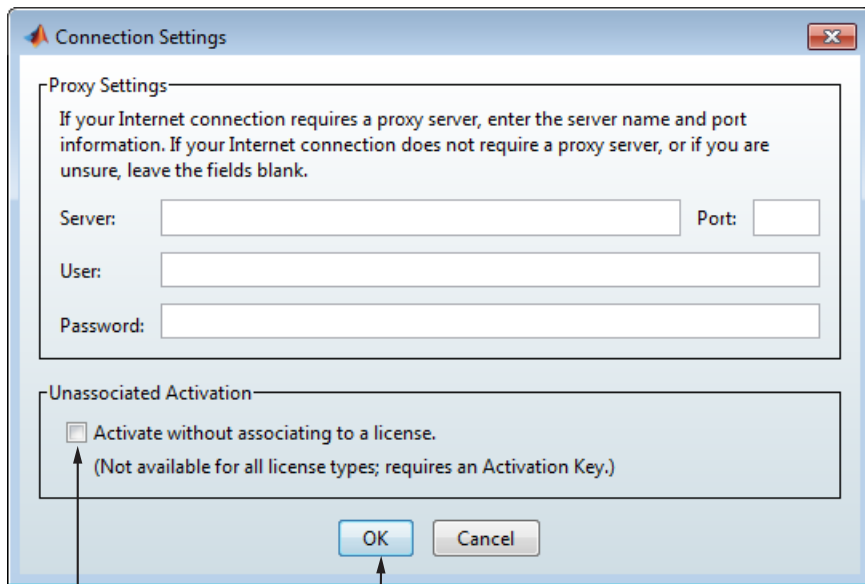 Connection Settings
Proxy Settings
If your Internet connection requires a proxy server, enter the server name and port
information. If your Internet connection does not require a proxy server, or if you are
unsure, leave the fields blank.
Server: Port:
User:
Password:
Unassociated Activation
Activate without associating to a license.
(Not available for all license types; requires an Activation Key.)
OK Cancel